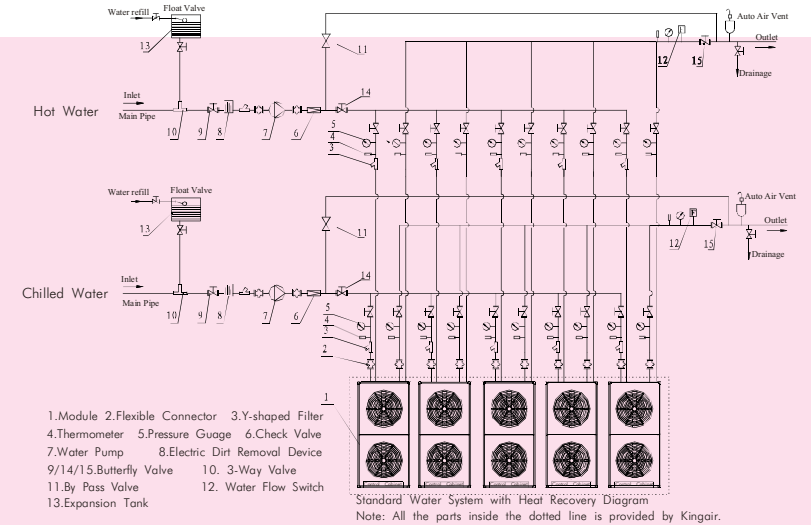 Water refill
Float Valve
Auto Air Vent
Outlet
13
11
12
15
Drainage
14
Inlet
Hot Water
Main Pipe
10
9
8
7
6
5
4
3
Water refill
Float Valve
Auto Air Vent
Outlet
13
11
12
15
Drainage
14
Inlet
Chilled Water
Main Pipe
10
9
8
7
6
5
4
3
2
1
1.Module 2.Flexible Connector 3.Y-shaped Filter
4.Thermometer 5.Pressure Guage 6.Check Valve
7.Water Pump 8.Electric Dirt Removal Device
9/14/15.Butterfly Valve 10. 3-Way Valve
11.By Pass Valve 12. Water Flow Switch
13.Expansion Tank
Standard Water System with Heat Recovery Diagram
Note: All the parts inside the dotted line is provided by Kingair.